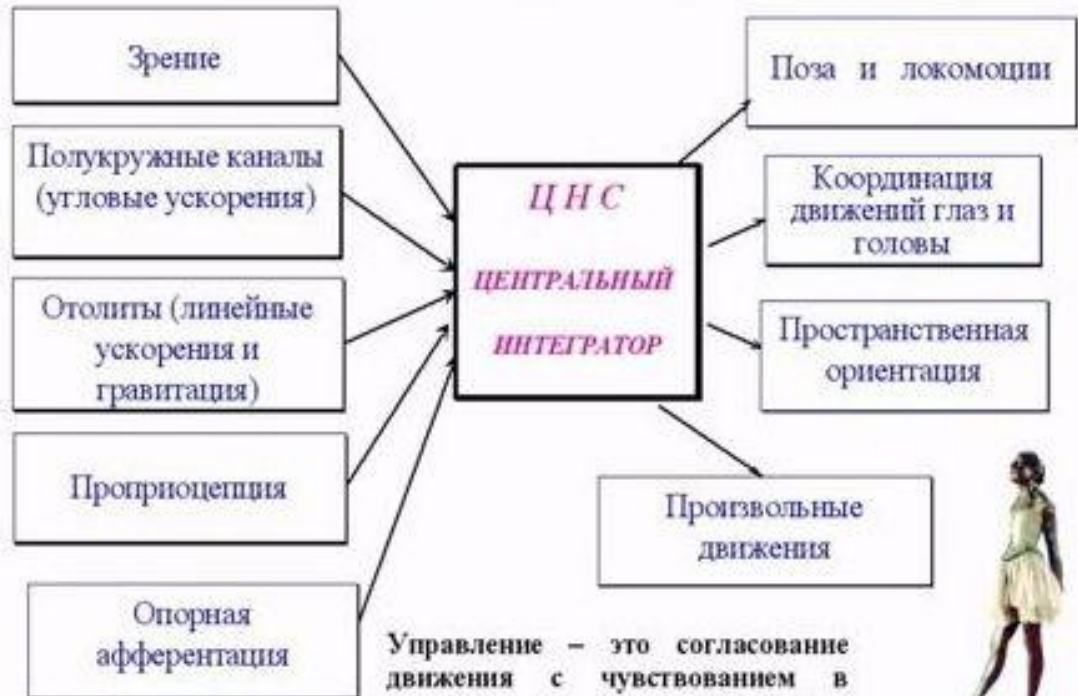 Зрение
Полукружные каналы
(угловые ускорения)
Отолиты (линейные
ускорения и
гравитация)
Проприоцепция
Опорная
афферентация
Ц Н С
ЦЕНТРАЛЬНЫЙ
ИНТЕГРАТОР
Поза и локомоции
Координация
движений глаз и
головы
Пространственная
ориентация
Произвольные
движения
Управление – это согласование
движения с чувствованием в